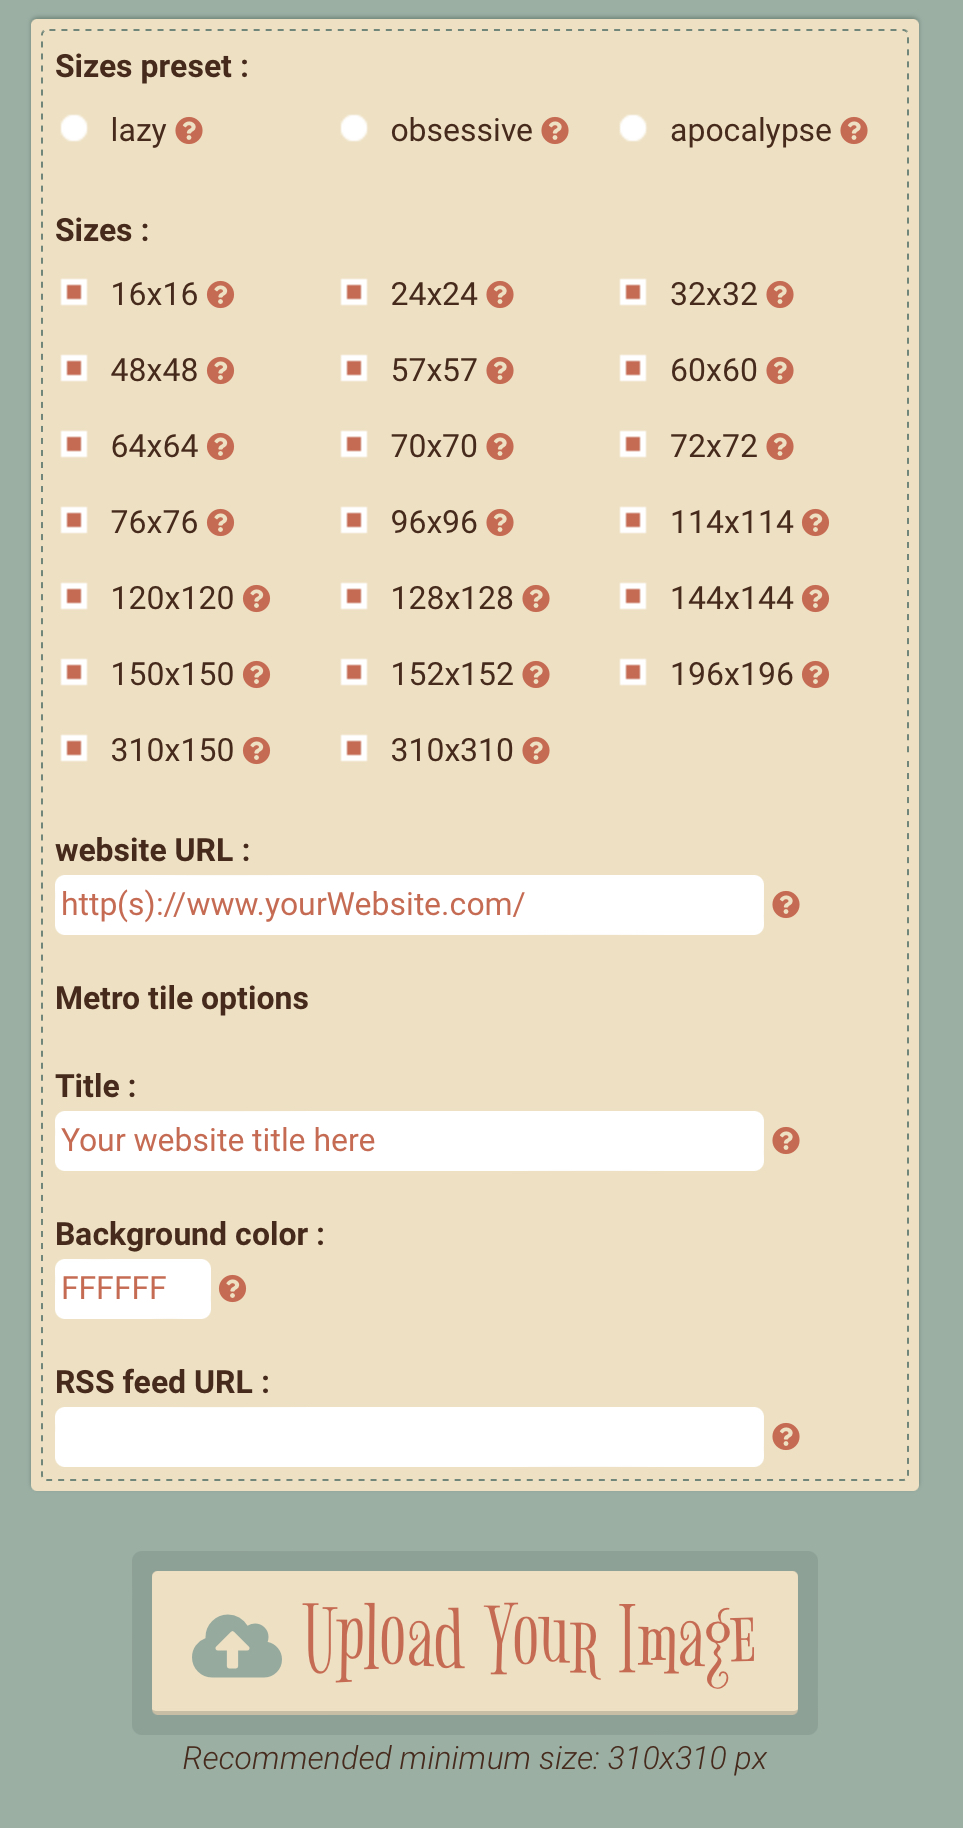 Sizes preset :
lazy ? obsessive ? apocalypse ?
Sizes :
16x16 ? 24x24 ? 32x32 ?
48x48 ? 57x57 ? 60x60 ?
64x64 ? 70x70 ? 72x72 ?
76x76 ? 96x96 ? 114x114 ?
120x120 ? 128x128 ? 144x144 ?
150x150 ? 152x152 ? 196x196 ?
310x150 ? 310x310 ?
website URL :
http(s)://www.yourWebsite.com/ ?
Metro tile options
Title :
Your website title here ?
Background color :
FFFFFF ?
RSS feed URL :
?
Upload Your Image
Recommended minimum size: 310x310 px